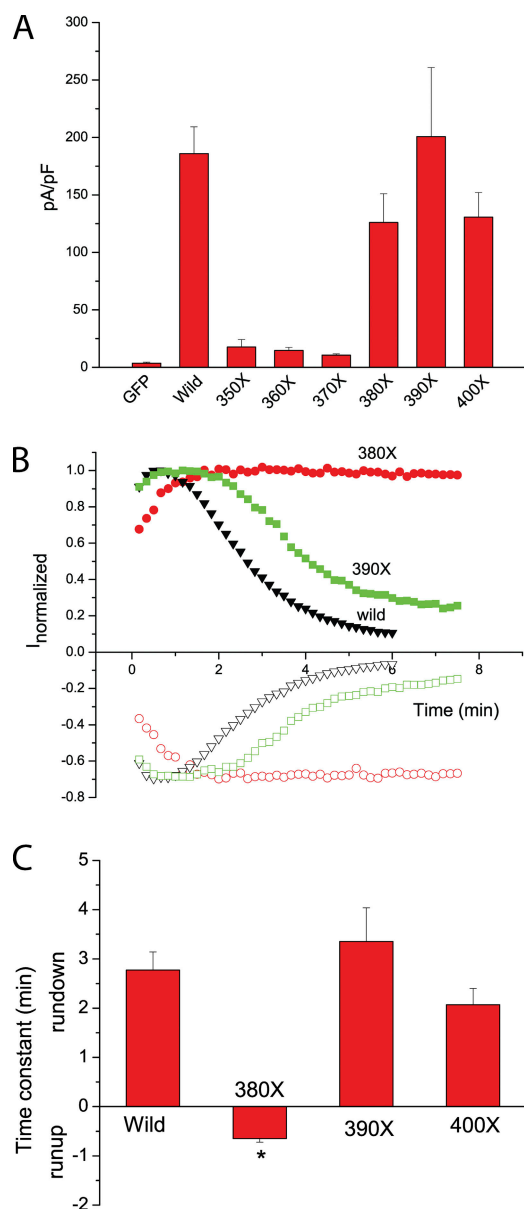 A
300
250
200
150
100
50
0
pA/pF
GFP
Wild
350X
360X
370X
380X
390X
400X
B
1.0
0.8
0.6
0.4
0.2
0.0
-0.2
-0.4
-0.6
-0.8
Inormalized
380X
390X
wild
0 2 4 6 8
Time (min)
C
5
4
3
2
1
0
-1
-2
Time constant (min)
rundown
runup
Wild
380X
390X
400X
*